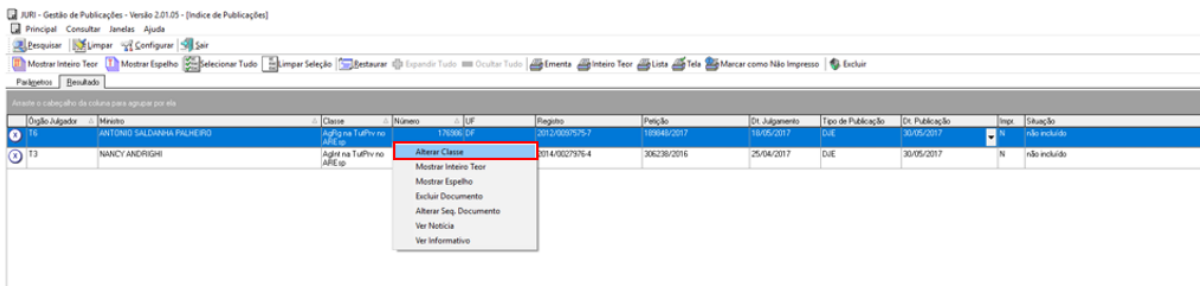 JURI - Gestão de Publicações - Versão 2.01.05 - [Indice de Publicações]
Principal Consultar Janelas Ajuda
Pesquisar Limpar Configurar Sair
Mostrar Inteiro Teor Mostrar Espelho Selecionar Tudo Limpar Seleção Restaurar Expandir Tudo Ocultar Tudo Ementa Inteiro Teor Lista Tela Marcar como Não Impresso Excluir
Parâmetros Resultado
Arraste o cabeçalho da coluna para agrupar por ela
Órgão Julgador Ministro Classe Número UF Registro Petição Dt. Julgamento Tipo de Publicação Dt. Publicação Impr. Situação
T6 ANTONIO SALDANHA PALHEIRO AgRg na TutPrv no AREsp 176906 DF 2012/0097575-7 189848/2017 18/05/2017 DJE 30/05/2017 N não incluído
T3 NANCY ANDRIGHI AgInt na TutPrv no AREsp 2014/0027976-4 306238/2016 25/04/2017 DJE 30/05/2017 N não incluído
Alterar Classe
Mostrar Inteiro Teor
Mostrar Espelho
Excluir Documento
Alterar Seq. Documento
Ver Notícia
Ver Informativo